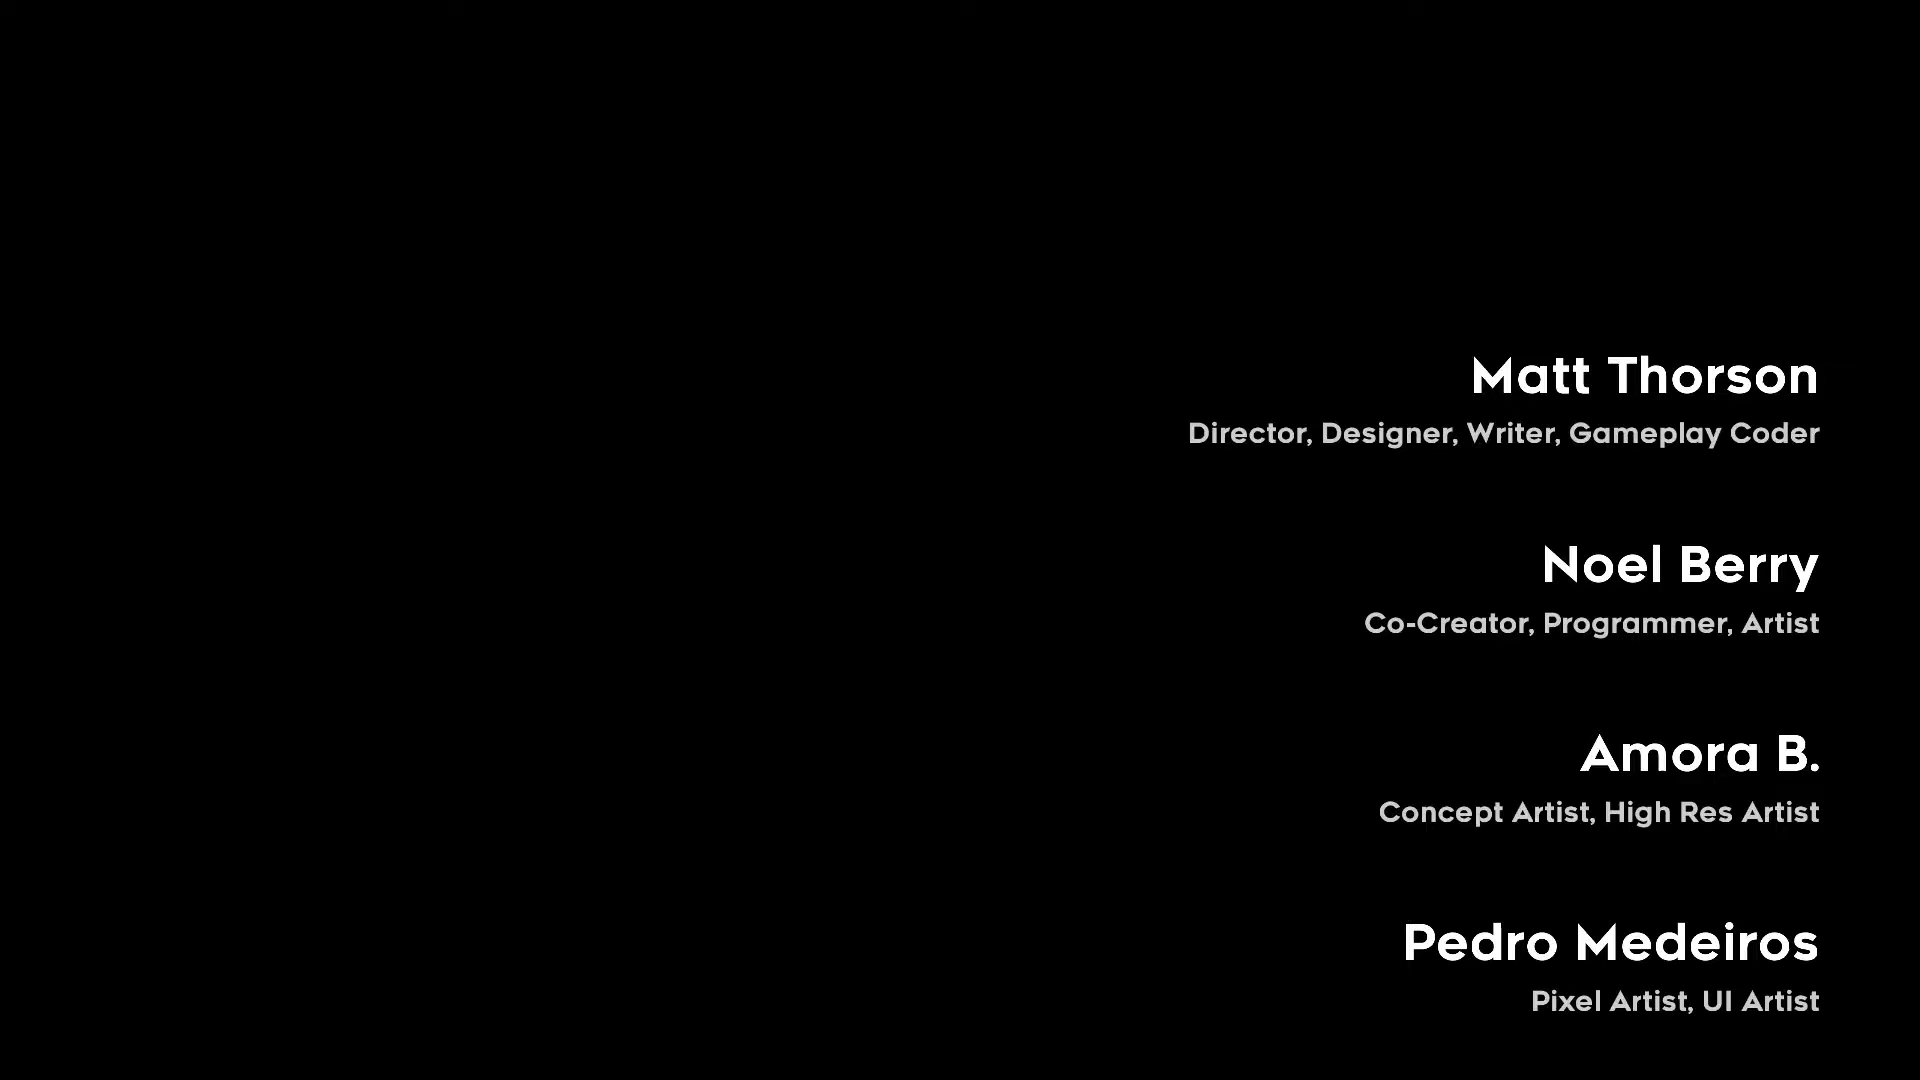 Matt Thorson
Director, Designer, Writer, Gameplay Coder
Noel Berry
Co-Creator, Programmer, Artist
Amora B.
Concept Artist, High Res Artist
Pedro Medeiros
Pixel Artist, UI Artist